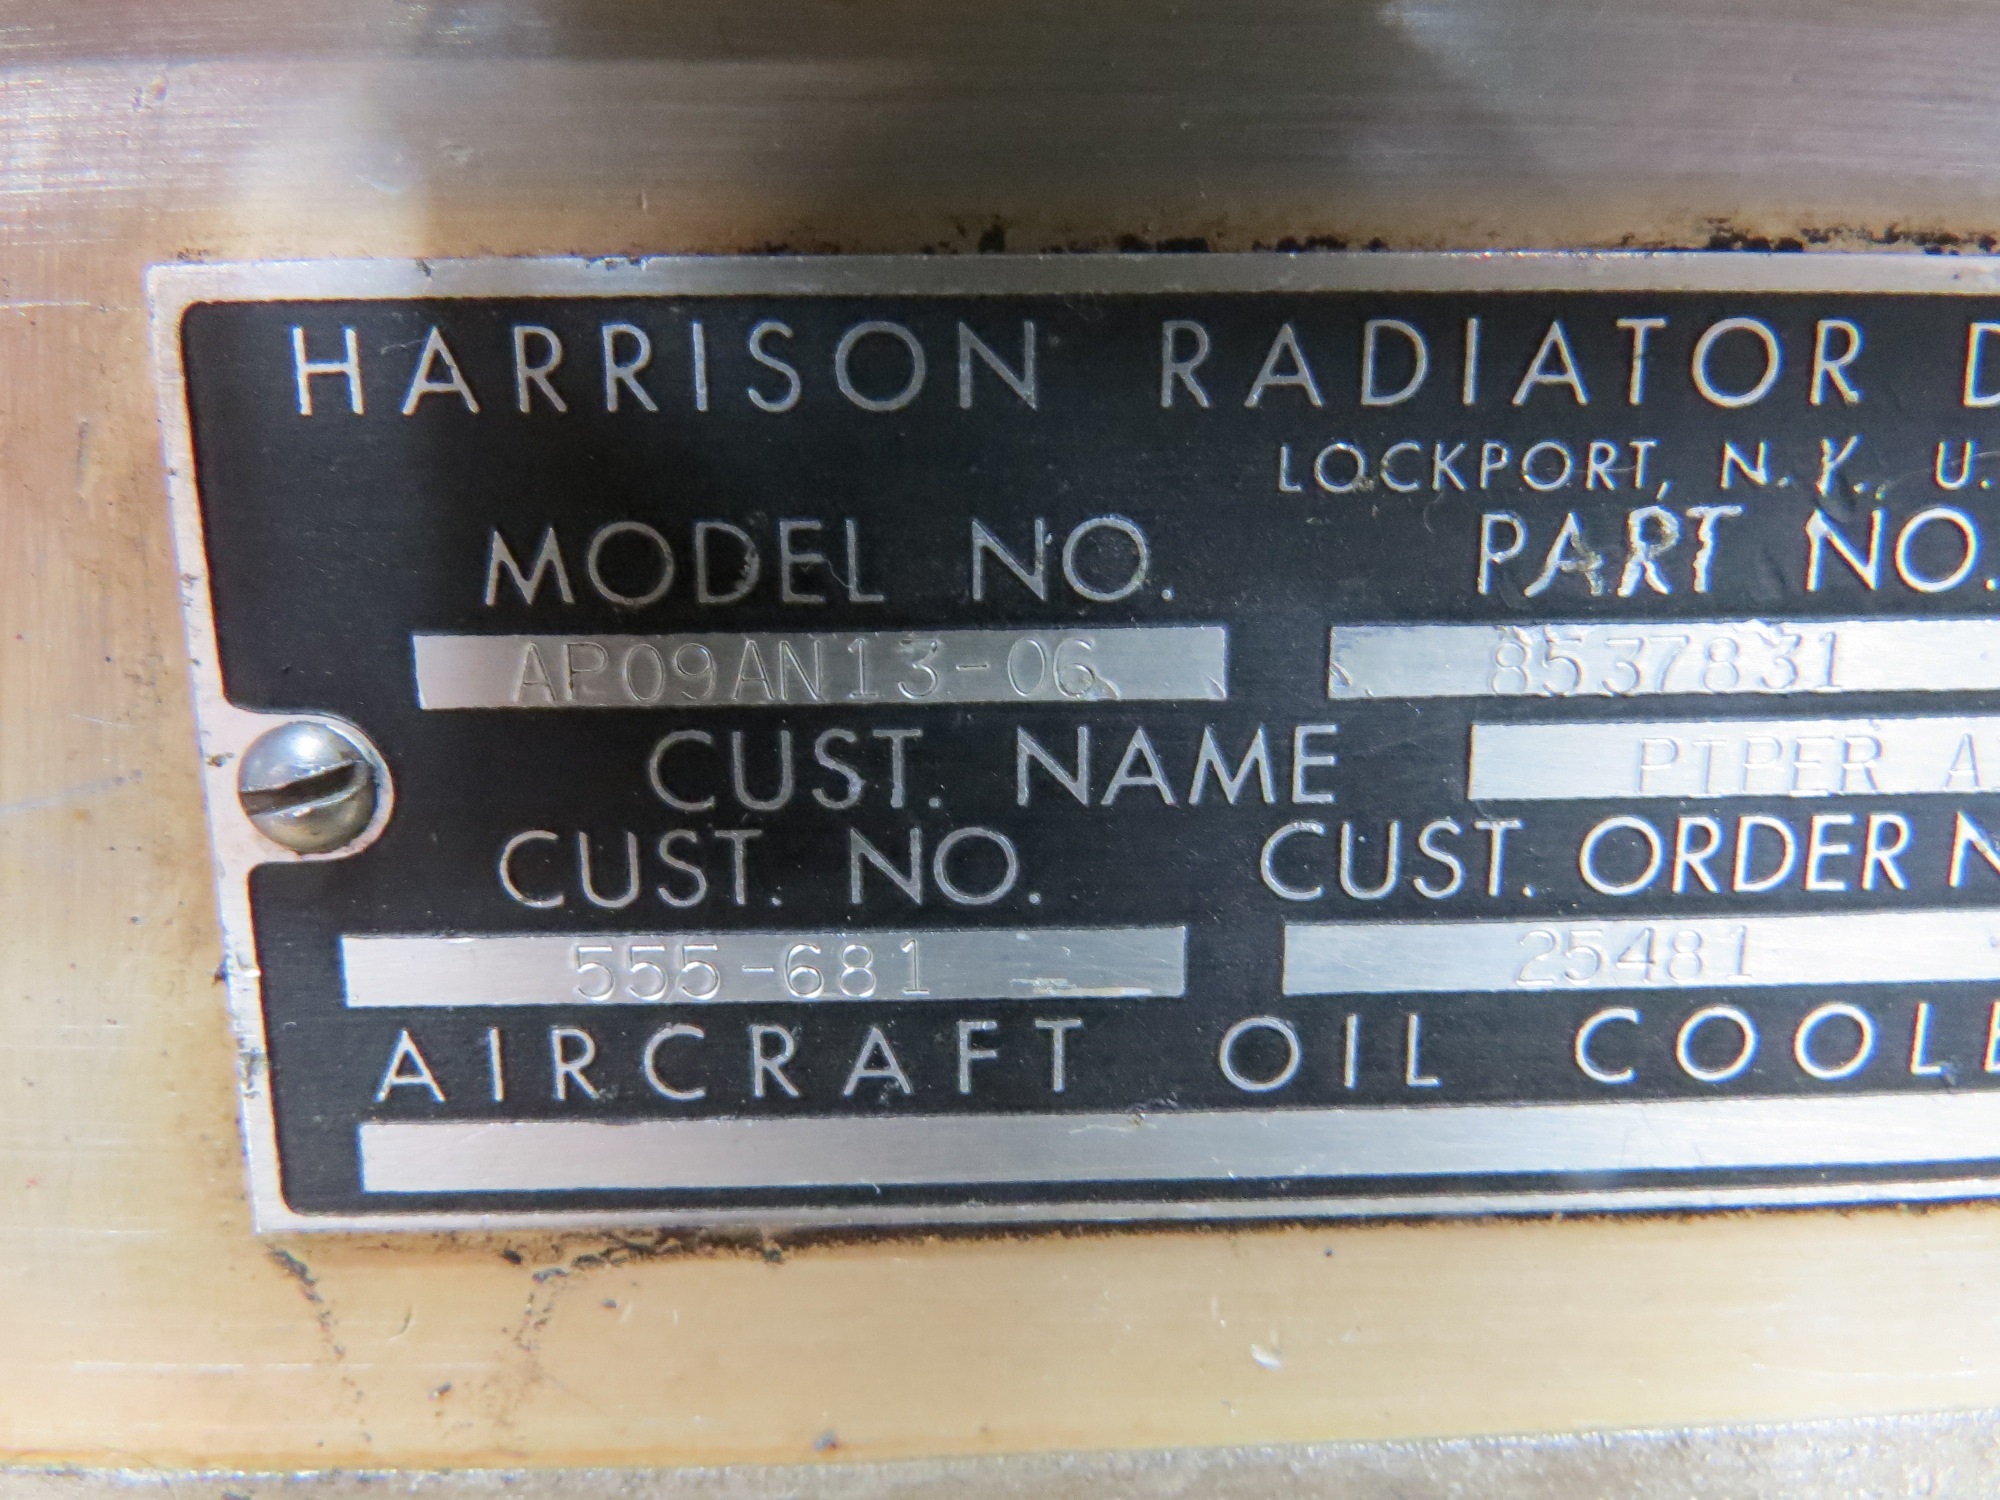 HARRISON RADIATOR D
LOCKPORT, N.Y., U.
MODEL NO. PART NO.
AP09AN13-06 8537831
CUST. NAME PIPER A
CUST. NO. CUST. ORDER N
555-681 25481
AIRCRAFT OIL COOLE